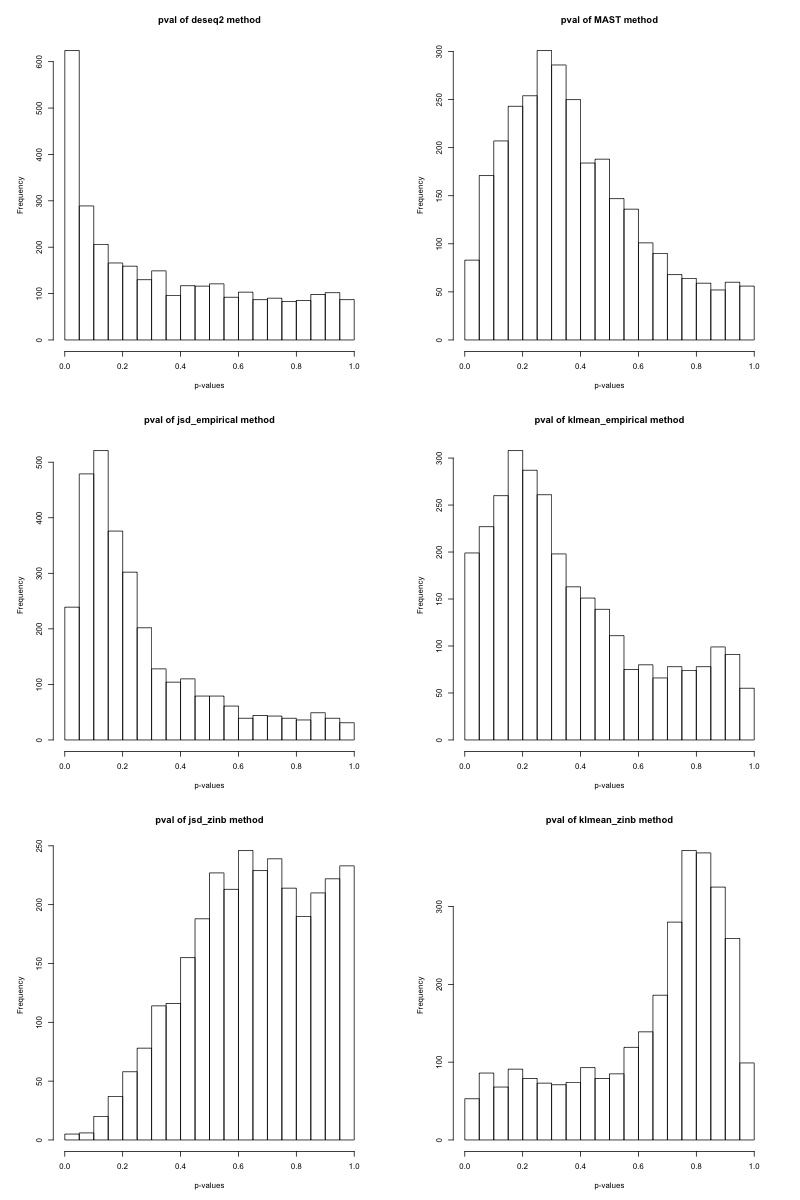 pval of deseq2 method
Frequency
0 100 200 300 400 500 600
0.0 0.2 0.4 0.6 0.8 1.0
p-values
pval of MAST method
Frequency
0 50 100 150 200 250 300
0.0 0.2 0.4 0.6 0.8 1.0
p-values
pval of jsd_empirical method
Frequency
0 100 200 300 400 500
0.0 0.2 0.4 0.6 0.8 1.0
p-values
pval of klmean_empirical method
Frequency
0 50 100 150 200 250 300
0.0 0.2 0.4 0.6 0.8 1.0
p-values
pval of jsd_zinb method
Frequency
0 50 100 150 200 250
0.0 0.2 0.4 0.6 0.8 1.0
p-values
pval of klmean_zinb method
Frequency
0 100 200 300
0.0 0.2 0.4 0.6 0.8 1.0
p-values